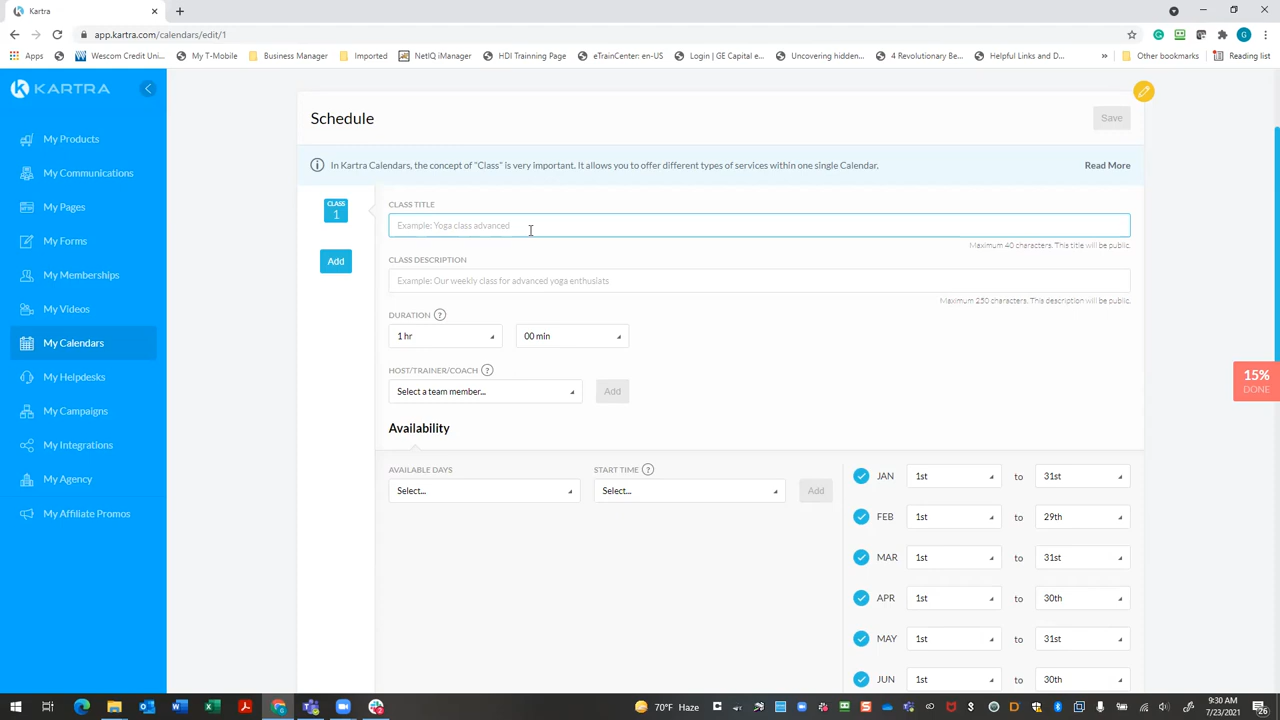 Kartra
app.kartra.com/calendars/edit/1
Apps
Wescom Credit Uni...
My T-Mobile
Business Manager
Imported
NetIQ iManager
HDI Training Page
eTrainCenter: en-US
Login | GE Capital e...
Uncovering hidden...
4 Revolutionary Be...
Helpful Links and D...
»
Other bookmarks
Reading list
KARTRA
My Products
My Communications
My Pages
My Forms
My Memberships
My Videos
My Calendars
My Helpdesks
My Campaigns
My Integrations
My Agency
My Affiliate Promos
Schedule
Save
In Kartra Calendars, the concept of "Class" is very important. It allows you to offer different types of services within one single Calendar.
Read More
CLASS
1
Add
CLASS TITLE
Example: Yoga class advanced
Maximum 40 characters. This title will be public.
CLASS DESCRIPTION
Example: Our weekly class for advanced yoga enthusiats
Maximum 250 characters. This description will be public.
DURATION ?
1 hr
00 min
HOST/TRAINER/COACH ?
Select a team member...
Add
Availability
AVAILABLE DAYS
START TIME ?
Select...
Select...
Add
JAN 1st to 31st
FEB 1st to 29th
MAR 1st to 31st
APR 1st to 30th
MAY 1st to 31st
JUN 1st to 30th
15%
DONE
70°F Haze
9:30 AM
7/23/2021
26